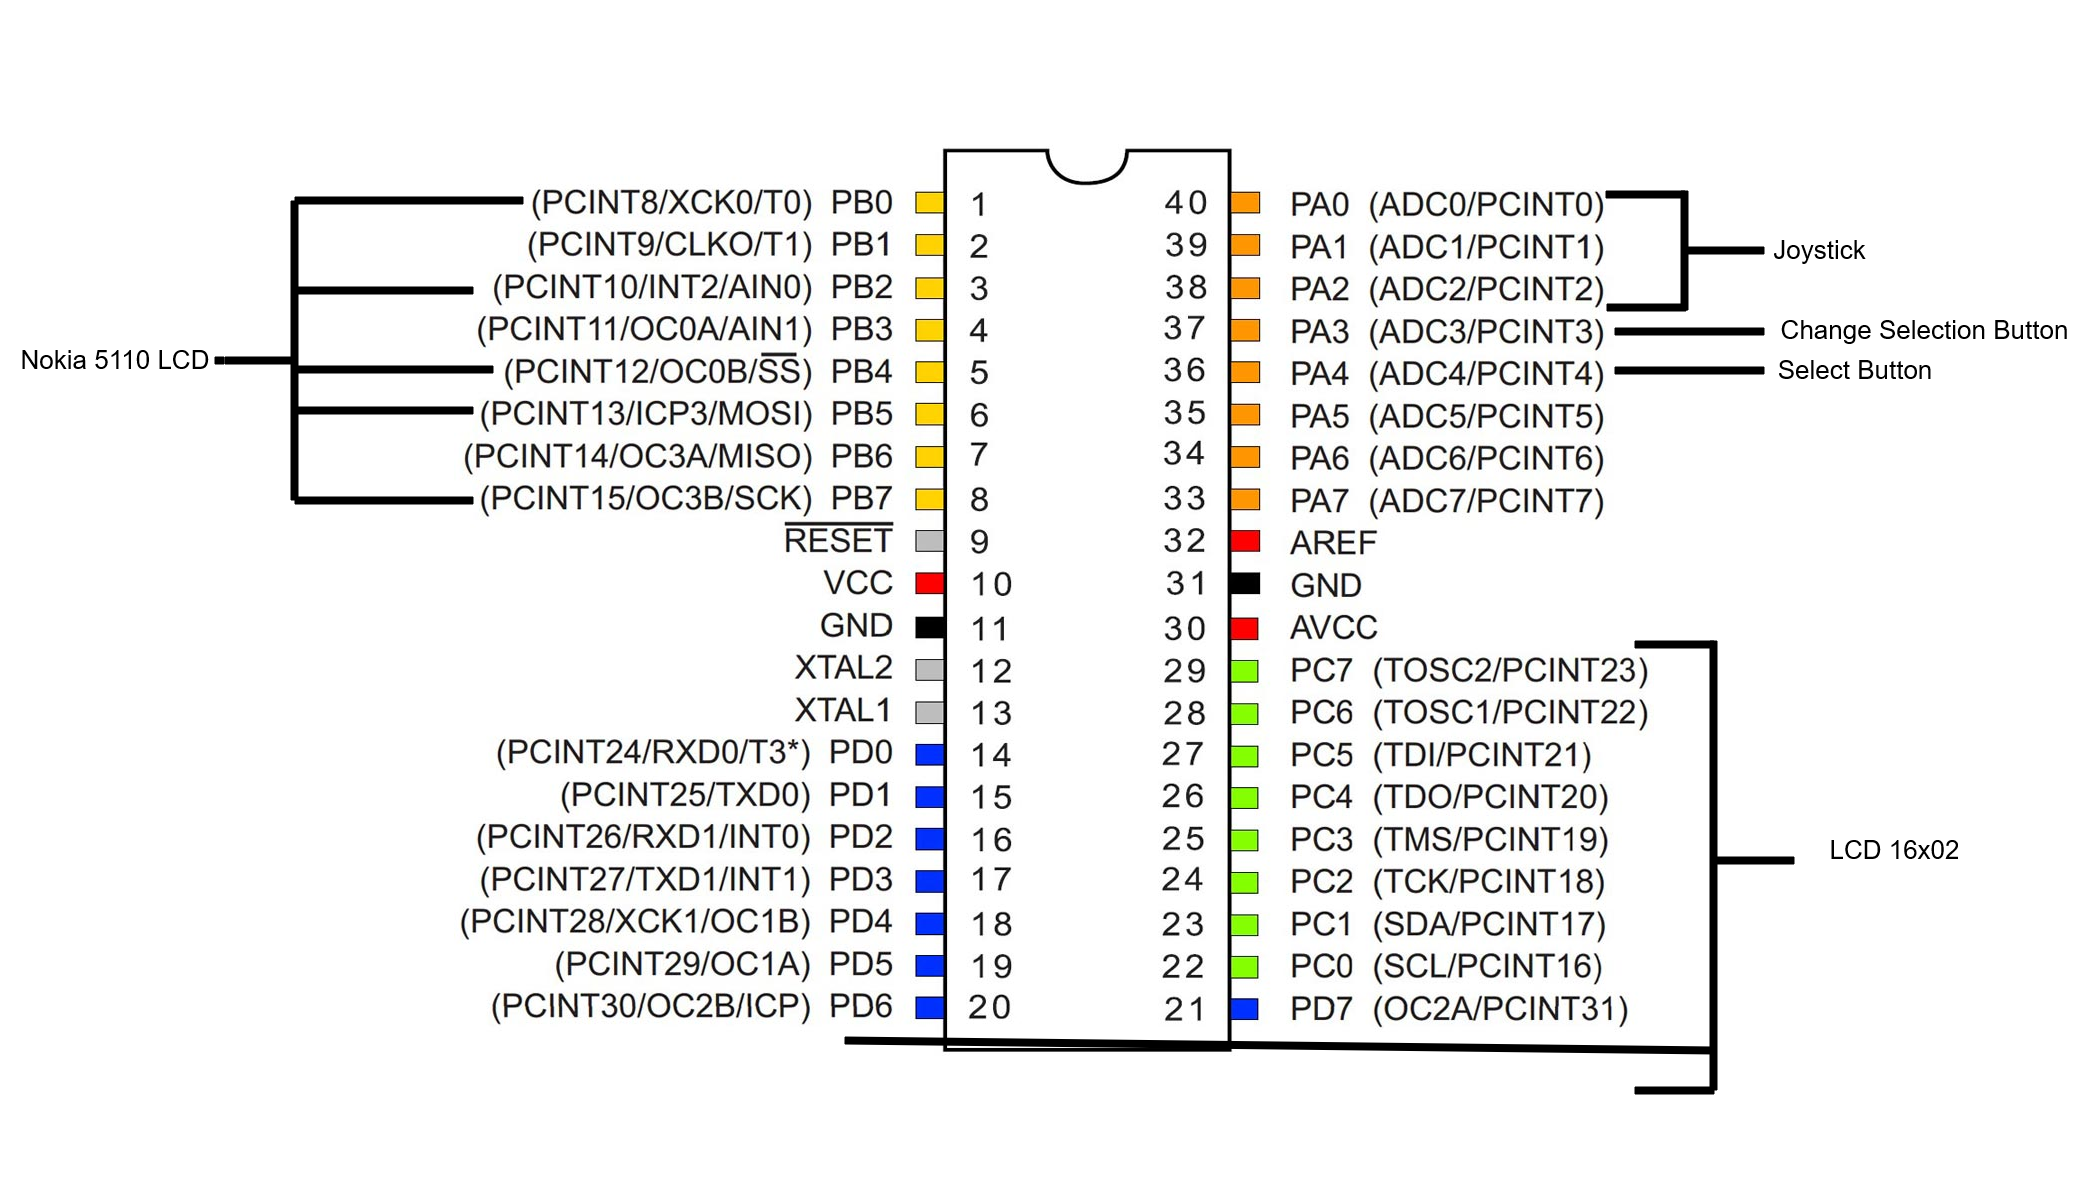 (PCINT8/XCK0/T0) PB0 1 40 PA0 (ADC0/PCINT0)
(PCINT9/CLKO/T1) PB1 2 39 PA1 (ADC1/PCINT1)
Joystick
(PCINT10/INT2/AIN0) PB2 3 38 PA2 (ADC2/PCINT2)
(PCINT11/OC0A/AIN1) PB3 4 37 PA3 (ADC3/PCINT3) Change Selection Button
Nokia 5110 LCD
(PCINT12/OC0B/SS) PB4 5 36 PA4 (ADC4/PCINT4) Select Button
(PCINT13/ICP3/MOSI) PB5 6 35 PA5 (ADC5/PCINT5)
(PCINT14/OC3A/MISO) PB6 7 34 PA6 (ADC6/PCINT6)
(PCINT15/OC3B/SCK) PB7 8 33 PA7 (ADC7/PCINT7)
RESET 9 32 AREF
VCC 10 31 GND
GND 11 30 AVCC
XTAL2 12 29 PC7 (TOSC2/PCINT23)
XTAL1 13 28 PC6 (TOSC1/PCINT22)
(PCINT24/RXD0/T3*) PD0 14 27 PC5 (TDI/PCINT21)
(PCINT25/TXD0) PD1 15 26 PC4 (TDO/PCINT20)
(PCINT26/RXD1/INT0) PD2 16 25 PC3 (TMS/PCINT19)
LCD 16x02
(PCINT27/TXD1/INT1) PD3 17 24 PC2 (TCK/PCINT18)
(PCINT28/XCK1/OC1B) PD4 18 23 PC1 (SDA/PCINT17)
(PCINT29/OC1A) PD5 19 22 PC0 (SCL/PCINT16)
(PCINT30/OC2B/ICP) PD6 20 21 PD7 (OC2A/PCINT31)